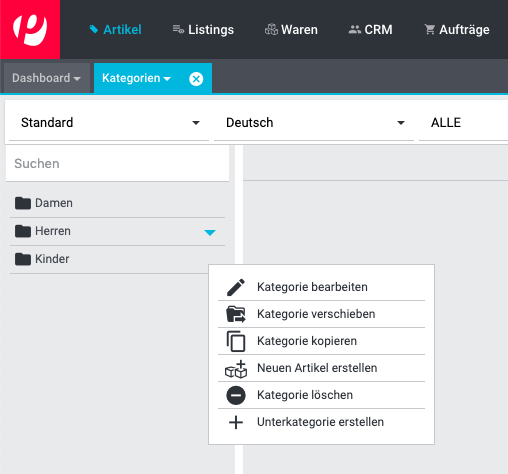 Artikel Listings Waren CRM Aufträge
Dashboard Kategorien
Standard Deutsch ALLE
Suchen
Damen
Herren
Kinder
Kategorie bearbeiten
Kategorie verschieben
Kategorie kopieren
Neuen Artikel erstellen
Kategorie löschen
Unterkategorie erstellen